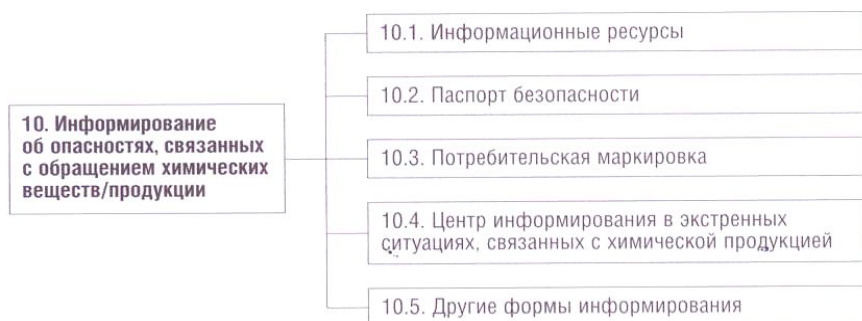 10.1. Информационные ресурсы
10.2. Паспорт безопасности
10. Информирование
об опасностях, связанных
с обращением химических
веществ/продукции
10.3. Потребительская маркировка
10.4. Центр информирования в экстренных
ситуациях, связанных с химической продукцией
10.5. Другие формы информирования